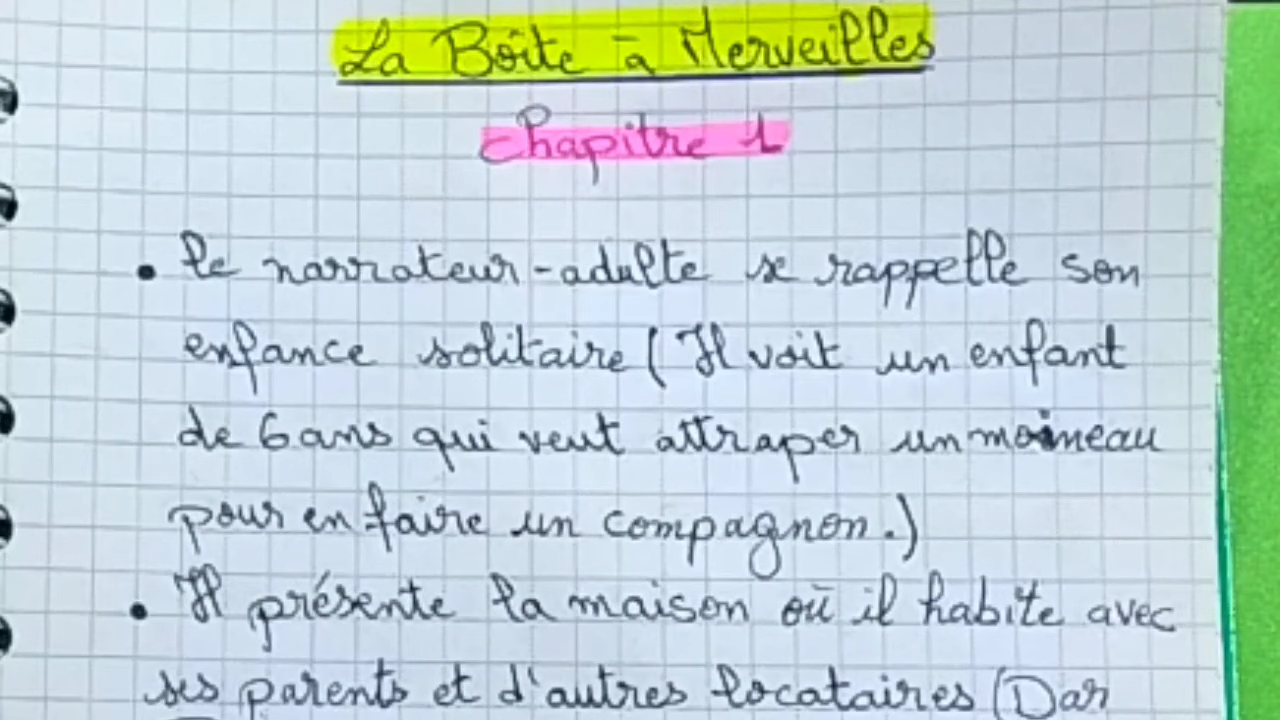 La Boîte à Merveilles
Chapitre 1
• le narrateur-adulte se rappelle son
enfance solitaire (Il voit un enfant
de 6 ans qui veut attraper un moineau
pour en faire un compagnon.)
• Il présente la maison où il habite avec
ses parents et d'autres locataires (Dar